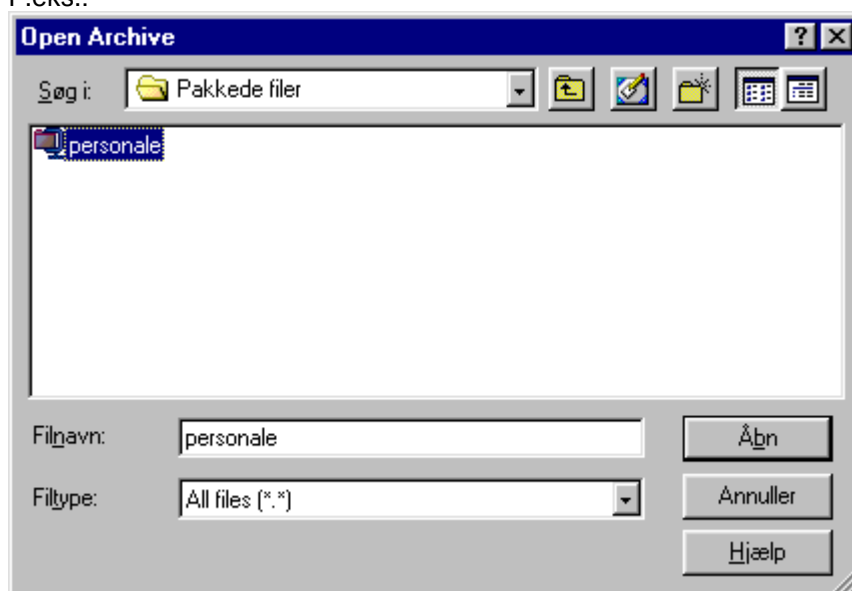 F.eks.:
Open Archive
Søg i: Pakkede filer
personale
Filnavn: personale Åbn
Filtype: All files (*.*) Annuller
Hjælp